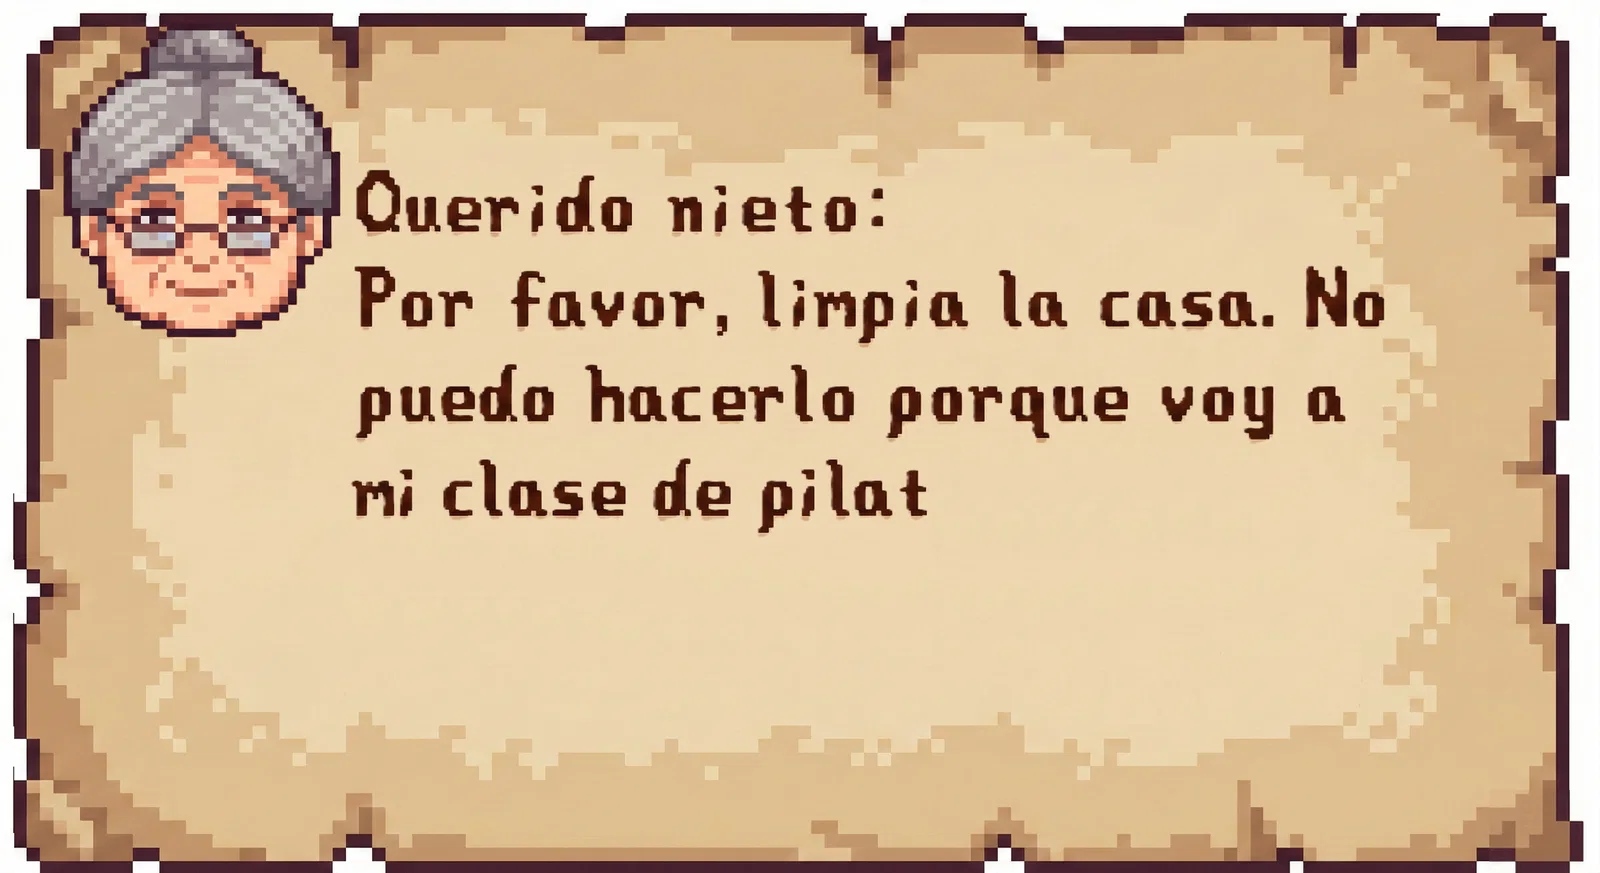 Querido nieto:
Por favor, limpia la casa. No
puedo hacerlo porque voy a
mi clase de pilat